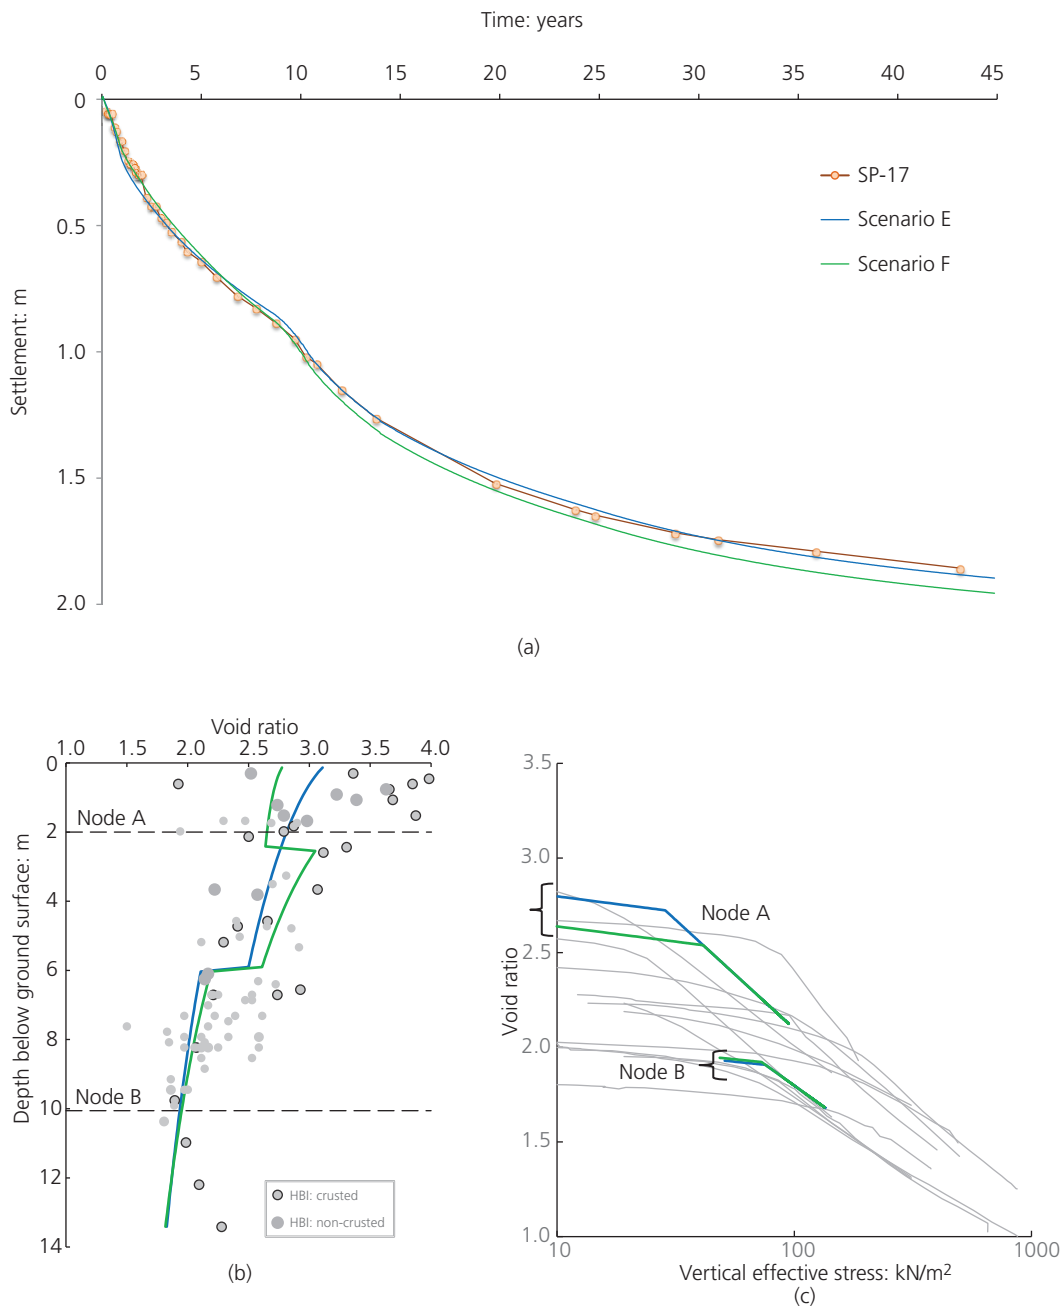 Time: years
0 5 10 15 20 25 30 35 40 45
0
0.5
1.0
1.5
2.0
Settlement: m
SP-17
Scenario E
Scenario F
(a)
Void ratio
1.0 1.5 2.0 2.5 3.0 3.5 4.0
0
2
4
6
8
10
12
14
Depth below ground surface: m
Node A
Node B
HBI: crusted
HBI: non-crusted
(b)
3.5
3.0
2.5
2.0
1.5
1.0
Void ratio
Node A
Node B
10 100 1000
Vertical effective stress: kN/m²
(c)